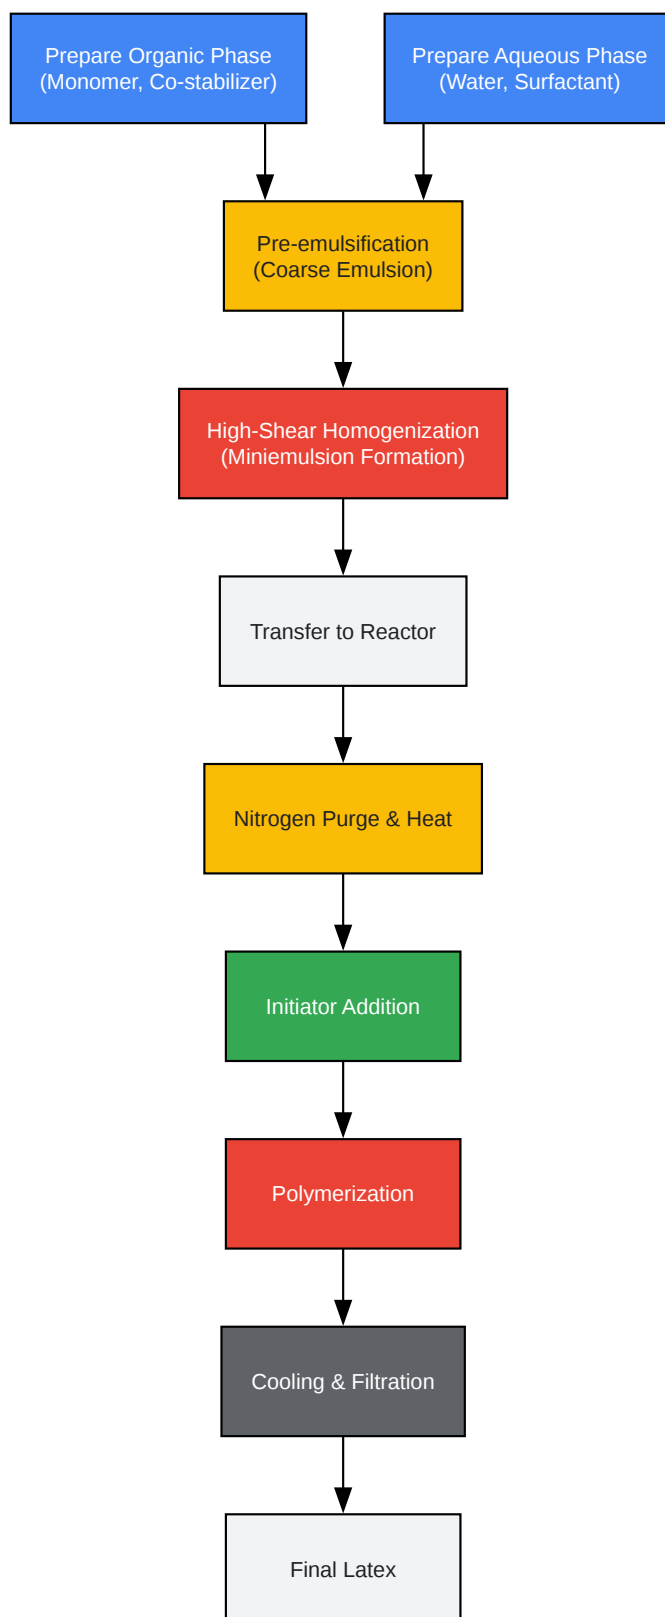 Prepare Organic Phase
(Monomer, Co-stabilizer)
Prepare Aqueous Phase
(Water, Surfactant)
Pre-emulsification
(Coarse Emulsion)
High-Shear Homogenization
(Miniemulsion Formation)
Transfer to Reactor
Nitrogen Purge & Heat
Initiator Addition
Polymerization
Cooling & Filtration
Final Latex